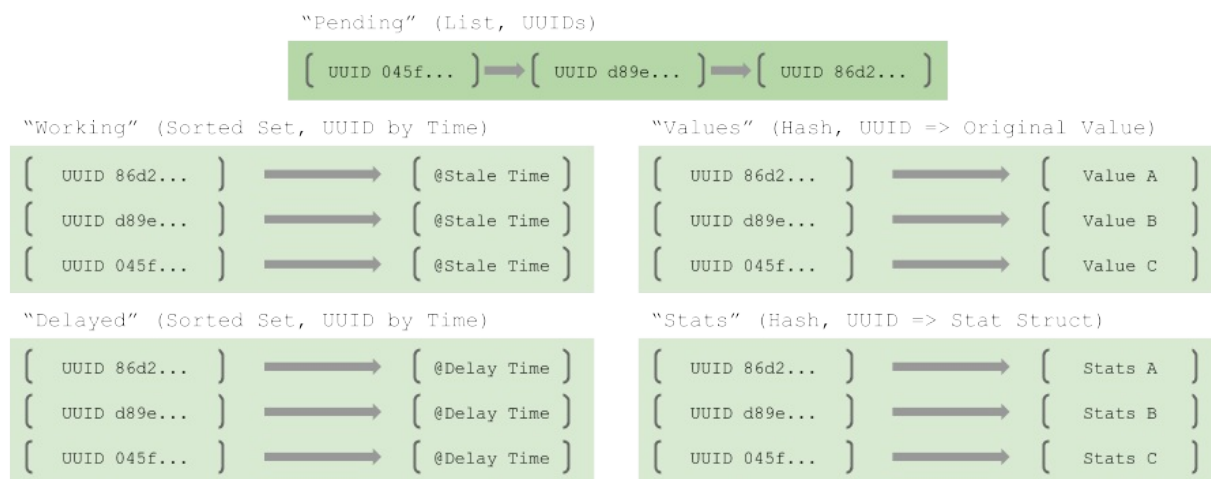 “Pending” (List, UUIDs)
UUID 045f... UUID d89e... UUID 86d2...
“Working” (Sorted Set, UUID by Time)
UUID 86d2... @Stale Time
UUID d89e... @Stale Time
UUID 045f... @Stale Time
“Values” (Hash, UUID => Original Value)
UUID 86d2... Value A
UUID d89e... Value B
UUID 045f... Value C
“Delayed” (Sorted Set, UUID by Time)
UUID 86d2... @Delay Time
UUID d89e... @Delay Time
UUID 045f... @Delay Time
“Stats” (Hash, UUID => Stat Struct)
UUID 86d2... Stats A
UUID d89e... Stats B
UUID 045f... Stats C